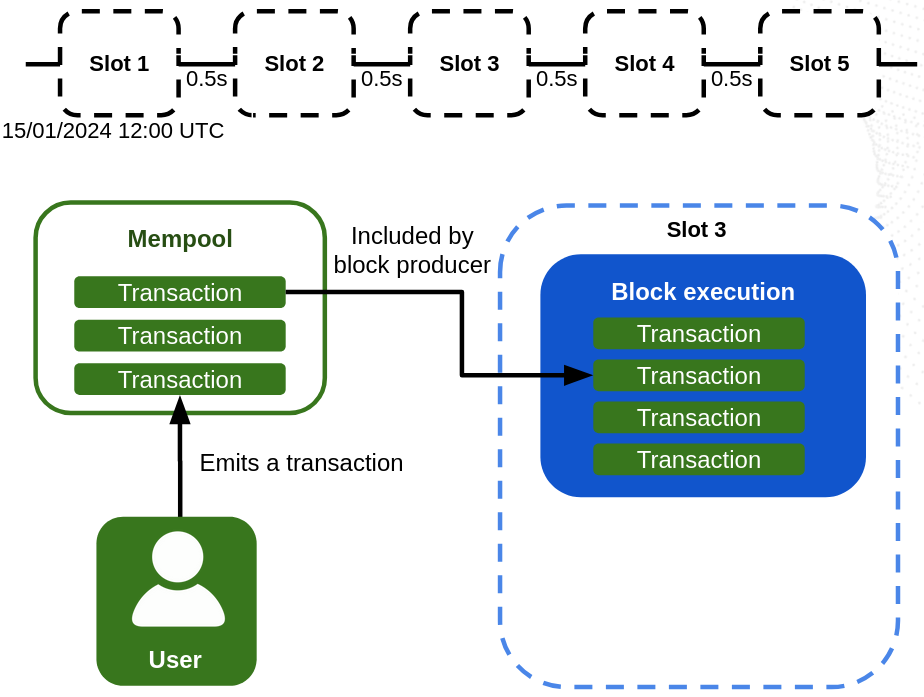 Slot 1
Slot 2
Slot 3
Slot 4
Slot 5
0.5s
0.5s
0.5s
0.5s
15/01/2024 12:00 UTC
Mempool
Transaction
Transaction
Transaction
Included by
block producer
Emits a transaction
User
Slot 3
Block execution
Transaction
Transaction
Transaction
Transaction